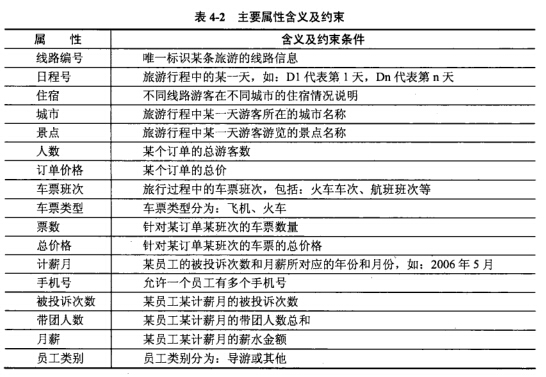 表 4-2 主要属性含义及约束
属 性 含义及约束条件
线路编号 唯一标识某条旅游的线路信息
日程号 旅游行程中的某一天，如：D1 代表第 1 天，Dn 代表第 n 天
住宿 不同线路游客在不同城市的住宿情况说明
城市 旅游行程中某一天游客所在的城市名称
景点 旅游行程中某一天游客游览的景点名称
人数 某个订单的总游客数
订单价格 某个订单的总价
车票班次 旅行过程中的车票班次，包括：火车车次、航班班次等
车票类型 车票类型分为：飞机、火车
票数 针对某订单某班次的车票数量
总价格 针对某订单某班次的车票的总价格
计薪月 某员工的被投诉次数和月薪所对应的年份和月份，如：2006 年 5 月
手机号 允许一个员工有多个手机号
被投诉次数 某员工某计薪月的被投诉次数
带团人数 某员工某计薪月的带团人数总和
月薪 某员工某计薪月的薪水金额
员工类别 员工类别分为：导游或其他